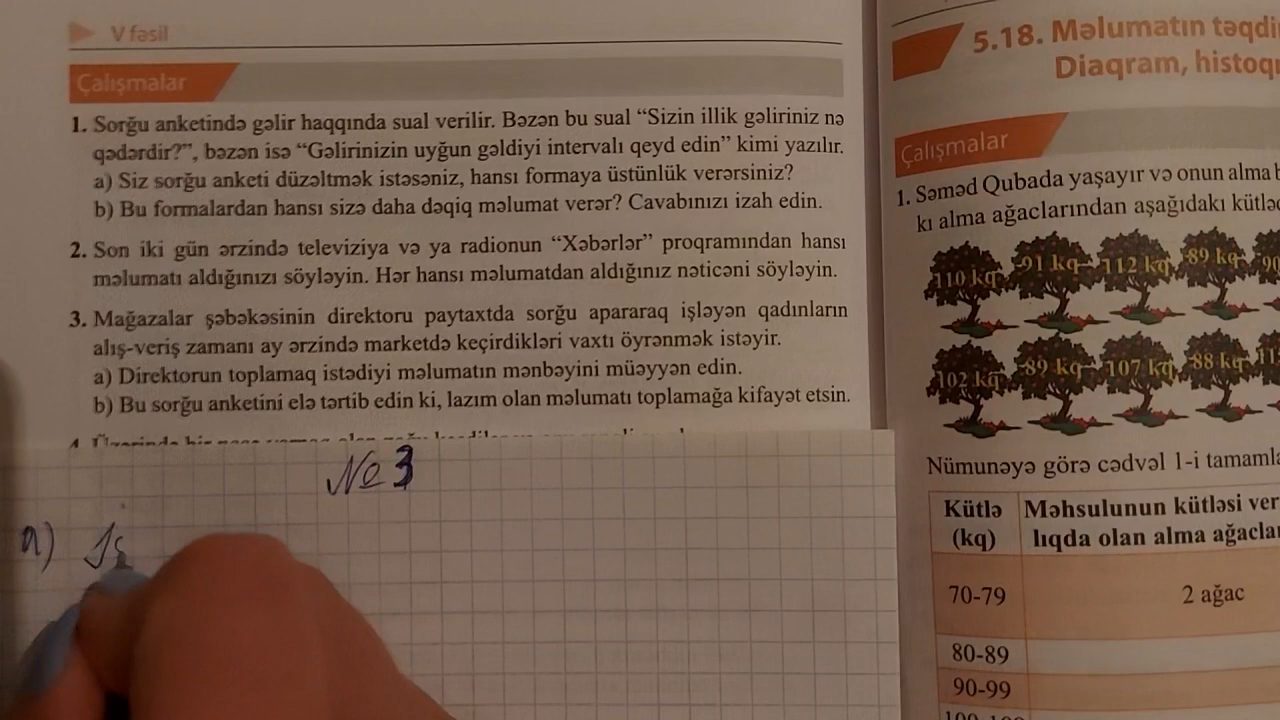 V fəsil
Çalışmalar
1. Sorğu anketində gəlir haqqında sual verilir. Bəzən bu sual “Sizin illik gəliriniz nə
qədərdir?”, bəzən isə “Gəlirinizin uyğun gəldiyi intervalı qeyd edin” kimi yazılır.
a) Siz sorğu anketi düzəltmək istəsəniz, hansı formaya üstünlük verərsiniz?
b) Bu formalardan hansı sizə daha dəqiq məlumat verər? Cavabınızı izah edin.
2. Son iki gün ərzində televiziya və ya radionun “Xəbərlər” proqramından hansı
məlumatı aldığınızı söyləyin. Hər hansı məlumatdan aldığınız nəticəni söyləyin.
3. Mağazalar şəbəkəsinin direktoru paytaxtda sorğu apararaq işləyən qadınların
alış-veriş zamanı ay ərzində marketdə keçirdikləri vaxtı öyrənmək istəyir.
a) Direktorun toplamaq istədiyi məlumatın mənbəyini müəyyən edin.
b) Bu sorğu anketini elə tərtib edin ki, lazım olan məlumatı toplamağa kifayət etsin.
№ 3
a) İş
5.18. Məlumatın təqdi
Diaqram, histoqr
Çalışmalar
1. Səməd Qubada yaşayır və onun alma b
kı alma ağaclarından aşağıdakı kütləd
110 kq 91 kq 112 kq 89 kq 90
102 kq 89 kq 107 kq 88 kq 11
Nümunəyə görə cədvəl 1-i tamamla
Kütlə Məhsulunun kütləsi ver
(kq) lıqda olan alma ağacla
70-79 2 ağac
80-89
90-99